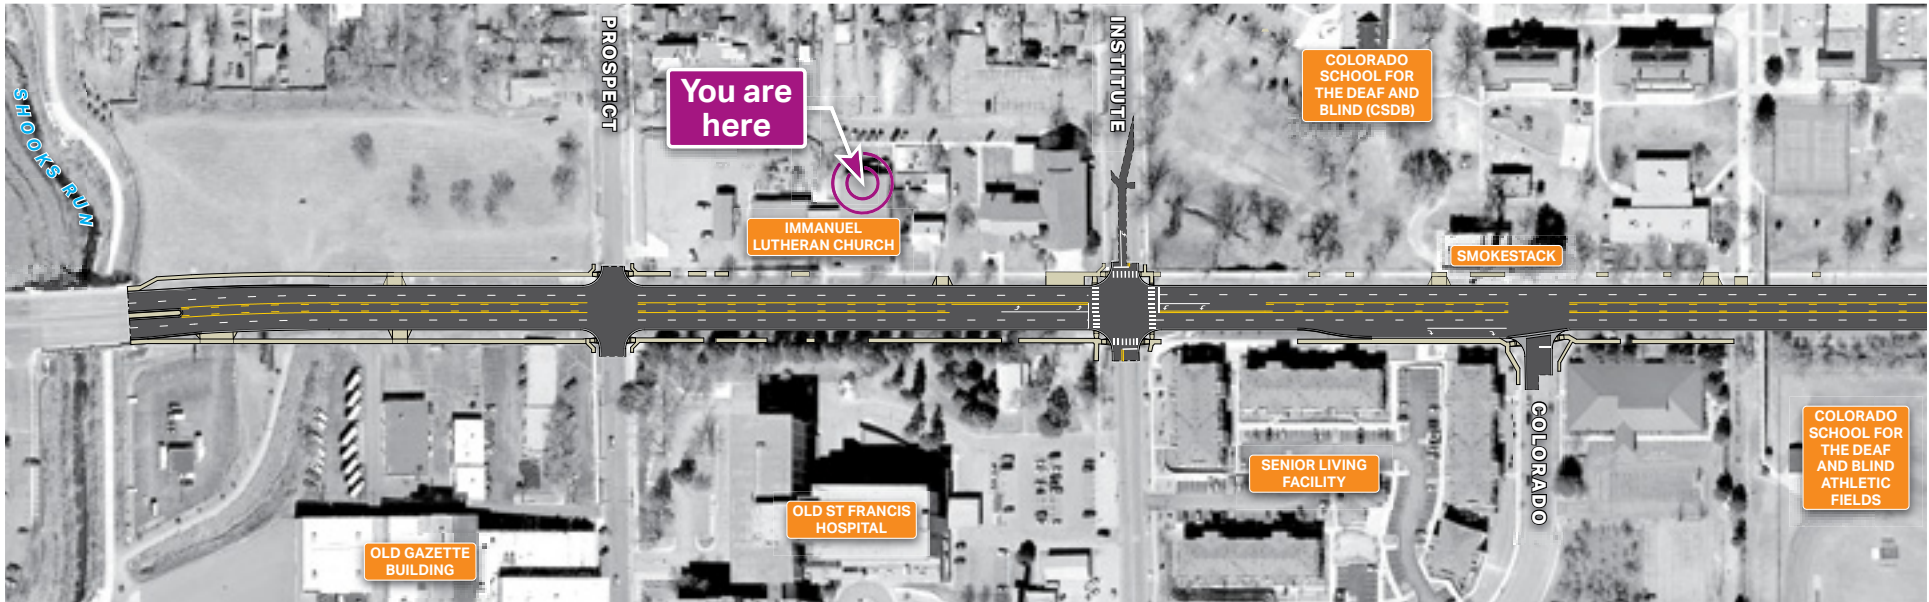 SHOOKS RUN
PROSPECT
You are
here
IMMANUEL
LUTHERAN CHURCH
INSTITUTE
COLORADO
SCHOOL FOR
THE DEAF AND
BLIND (CSDB)
SMOKESTACK
OLD GAZETTE
BUILDING
OLD ST FRANCIS
HOSPITAL
SENIOR LIVING
FACILITY
COLORADO
COLORADO
SCHOOL FOR
THE DEAF
AND BLIND
ATHLETIC
FIELDS